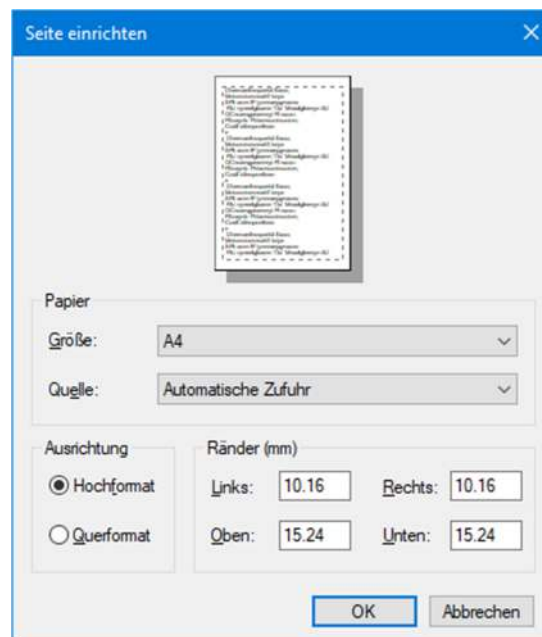 Seite einrichten
Papier
Größe:
A4
Quelle:
Automatische Zufuhr
Ausrichtung
Ränder (mm)
Hochformat
Links: 10.16 Rechts: 10.16
Querformat
Oben: 15.24 Unten: 15.24
OK Abbrechen